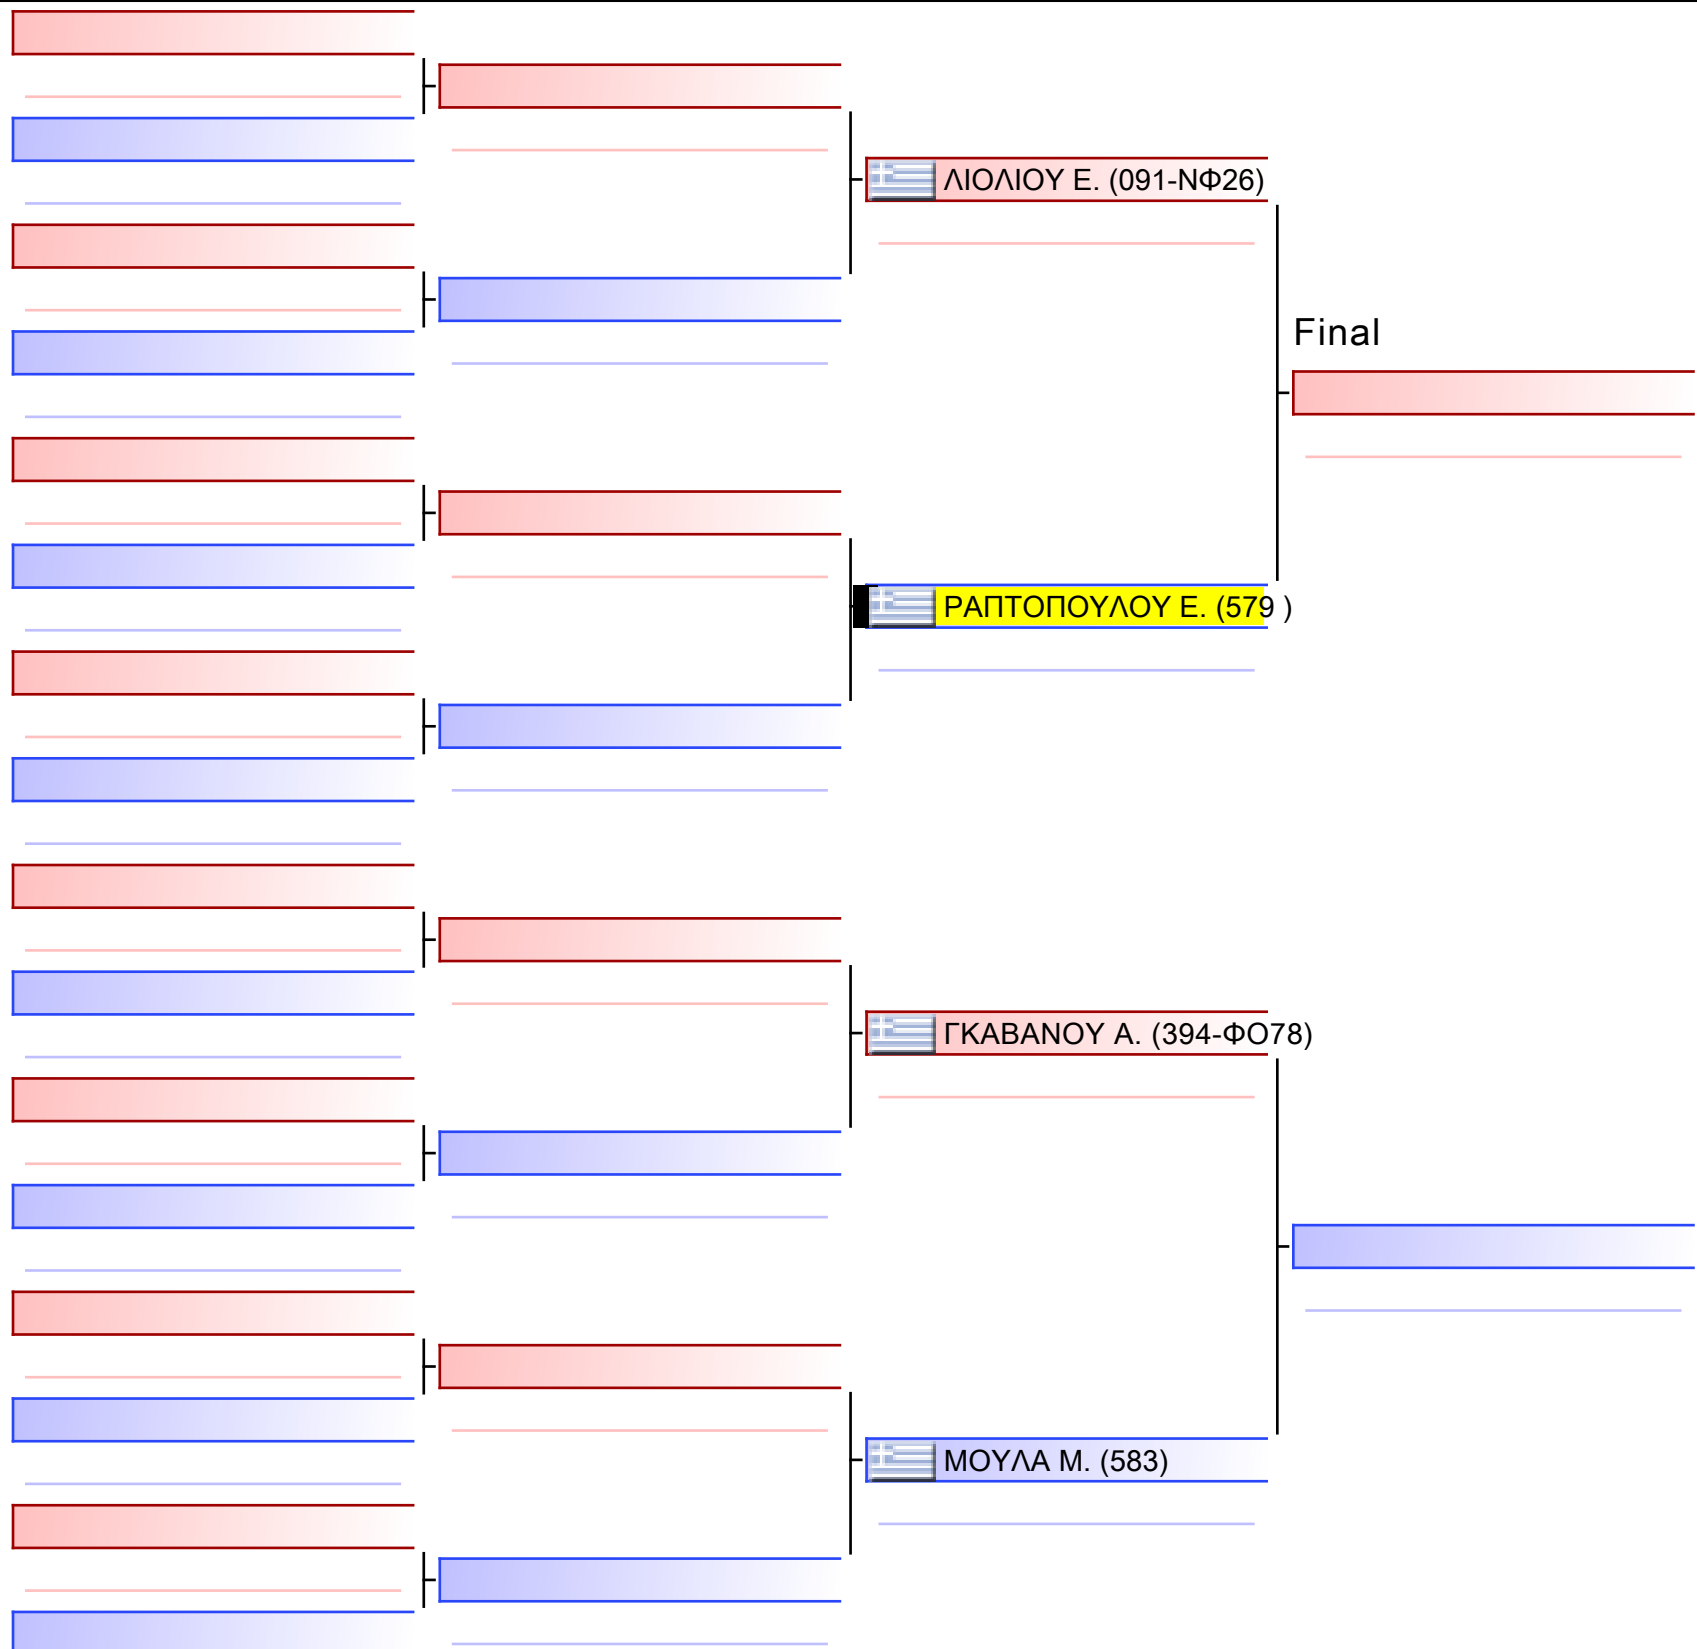 ΛΙΟΛΙΟΥ Ε. (091-ΝΦ26)
Final
ΡΑΠΤΟΠΟΥΛΟΥ Ε. (579 )
ΓΚΑΒΑΝΟΥ Α. (394-ΦΟ78)
ΜΟΥΛΑ Μ. (583)